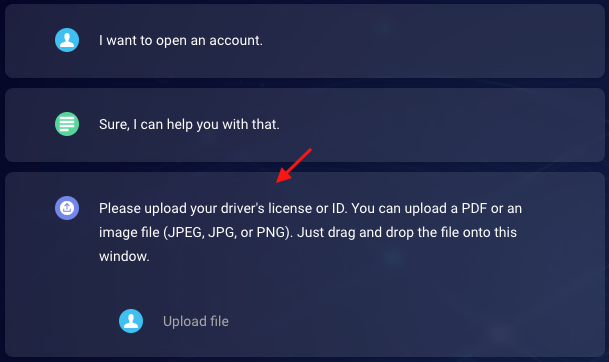 I want to open an account.
Sure, I can help you with that.
Please upload your driver's license or ID. You can upload a PDF or an
image file (JPEG, JPG, or PNG). Just drag and drop the file onto this
window.
Upload file